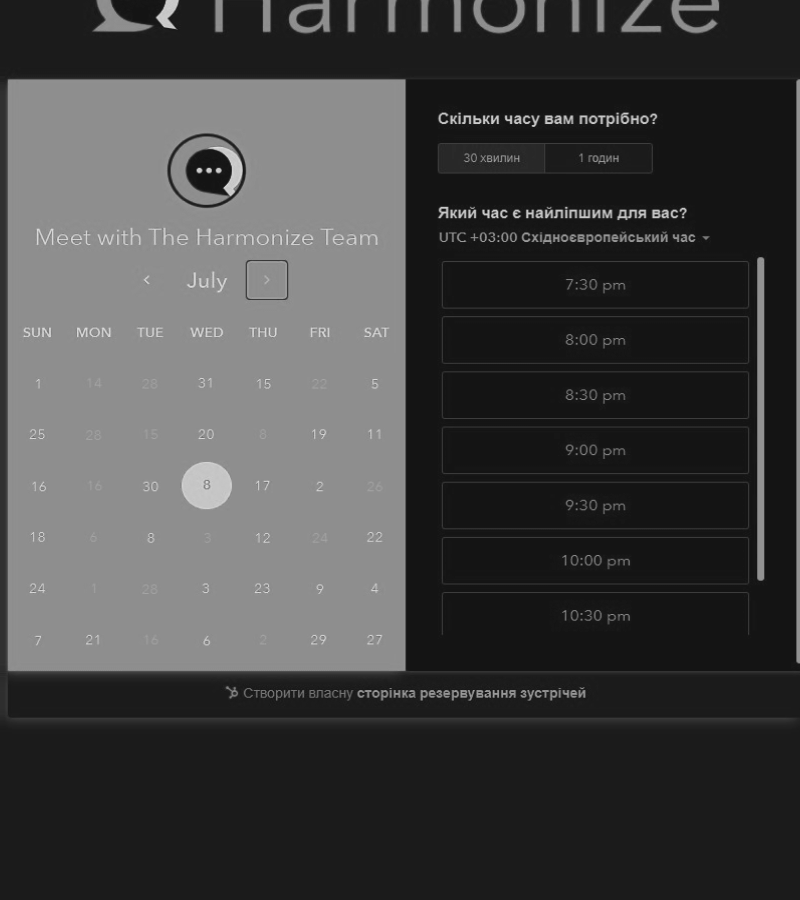 Harmonize
Meet with The Harmonize Team
July
SUN MON TUE WED THU FRI SAT
1 14 28 31 15 22 5
25 28 15 20 8 19 11
16 16 30 8 17 2 26
18 6 8 3 12 24 22
24 1 28 3 23 9 4
7 21 16 6 2 29 27
Скільки часу вам потрібно?
30 хвилин 1 годин
Який час є найліпшим для вас?
UTC +03:00 Східноєвропейський час
7:30 pm
8:00 pm
8:30 pm
9:00 pm
9:30 pm
10:00 pm
10:30 pm
Створити власну сторінка резервування зустрічей